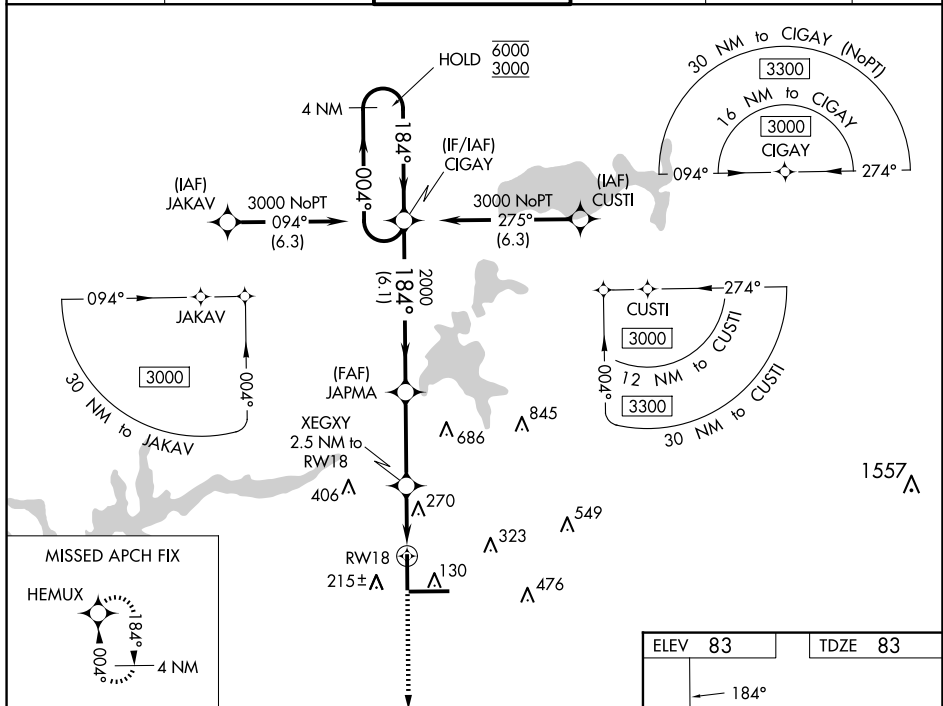 HOLD 6000
3000
4 NM
184°
004°
(IF/IAF)
CIGAY
(IAF)
JAKAV
3000 NoPT
094°
(6.3)
(IAF)
CUSTI
3000 NoPT
275°
(6.3)
30 NM to CIGAY (NoPT)
3300
16 NM to CIGAY
3000
CIGAY
094°
274°
2000
184°
(6.1)
094°
JAKAV
3000
004°
30 NM to JAKAV
274°
CUSTI
3000
12 NM to CUSTI
004°
3300
30 NM to CUSTI
(FAF)
JAPMA
XEGXY
2.5 NM to
RW18
686
845
1557
406
270
549
323
RW18
215±
130
476
MISSED APCH FIX
HEMUX
184°
004°
4 NM
ELEV 83
TDZE 83
184°